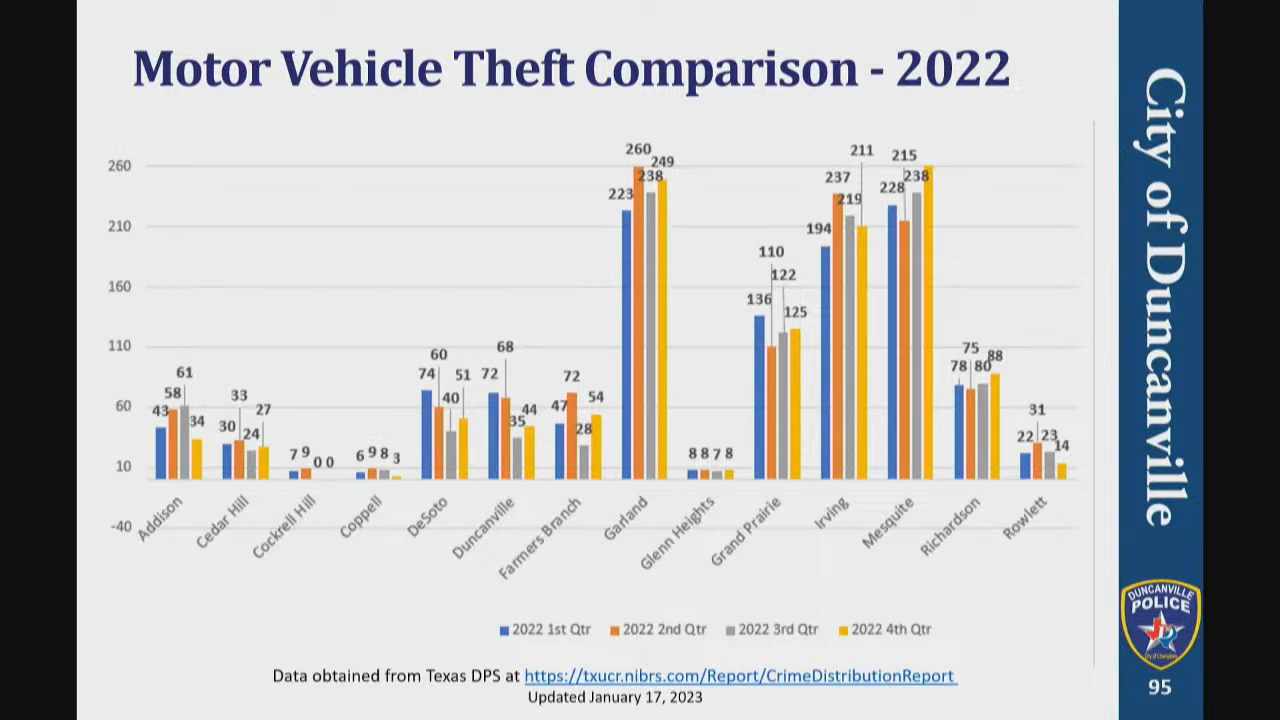 Motor Vehicle Theft Comparison - 2022
260
210
160
110
60
10
-40
43 58 61 34
30 33 24 27
7 9 0 0
6 9 8 3
74 60 40 51
72 68 35 44
47 72 28 54
223 260 238 249
8 8 7 8
136 110 122 125
194 237 219 211
228 215 238
78 75 80 88
22 31 23 14
Addison
Cedar Hill
Cockrell Hill
Coppell
DeSoto
Duncanville
Farmers Branch
Garland
Glenn Heights
Grand Prairie
Irving
Mesquite
Richardson
Rowlett
2022 1st Qtr 2022 2nd Qtr 2022 3rd Qtr 2022 4th Qtr
Data obtained from Texas DPS at https://txucr.nibrs.com/Report/CrimeDistributionReport
Updated January 17, 2023
City of Duncanville
DUNCANVILLE
POLICE
City of Champions
95